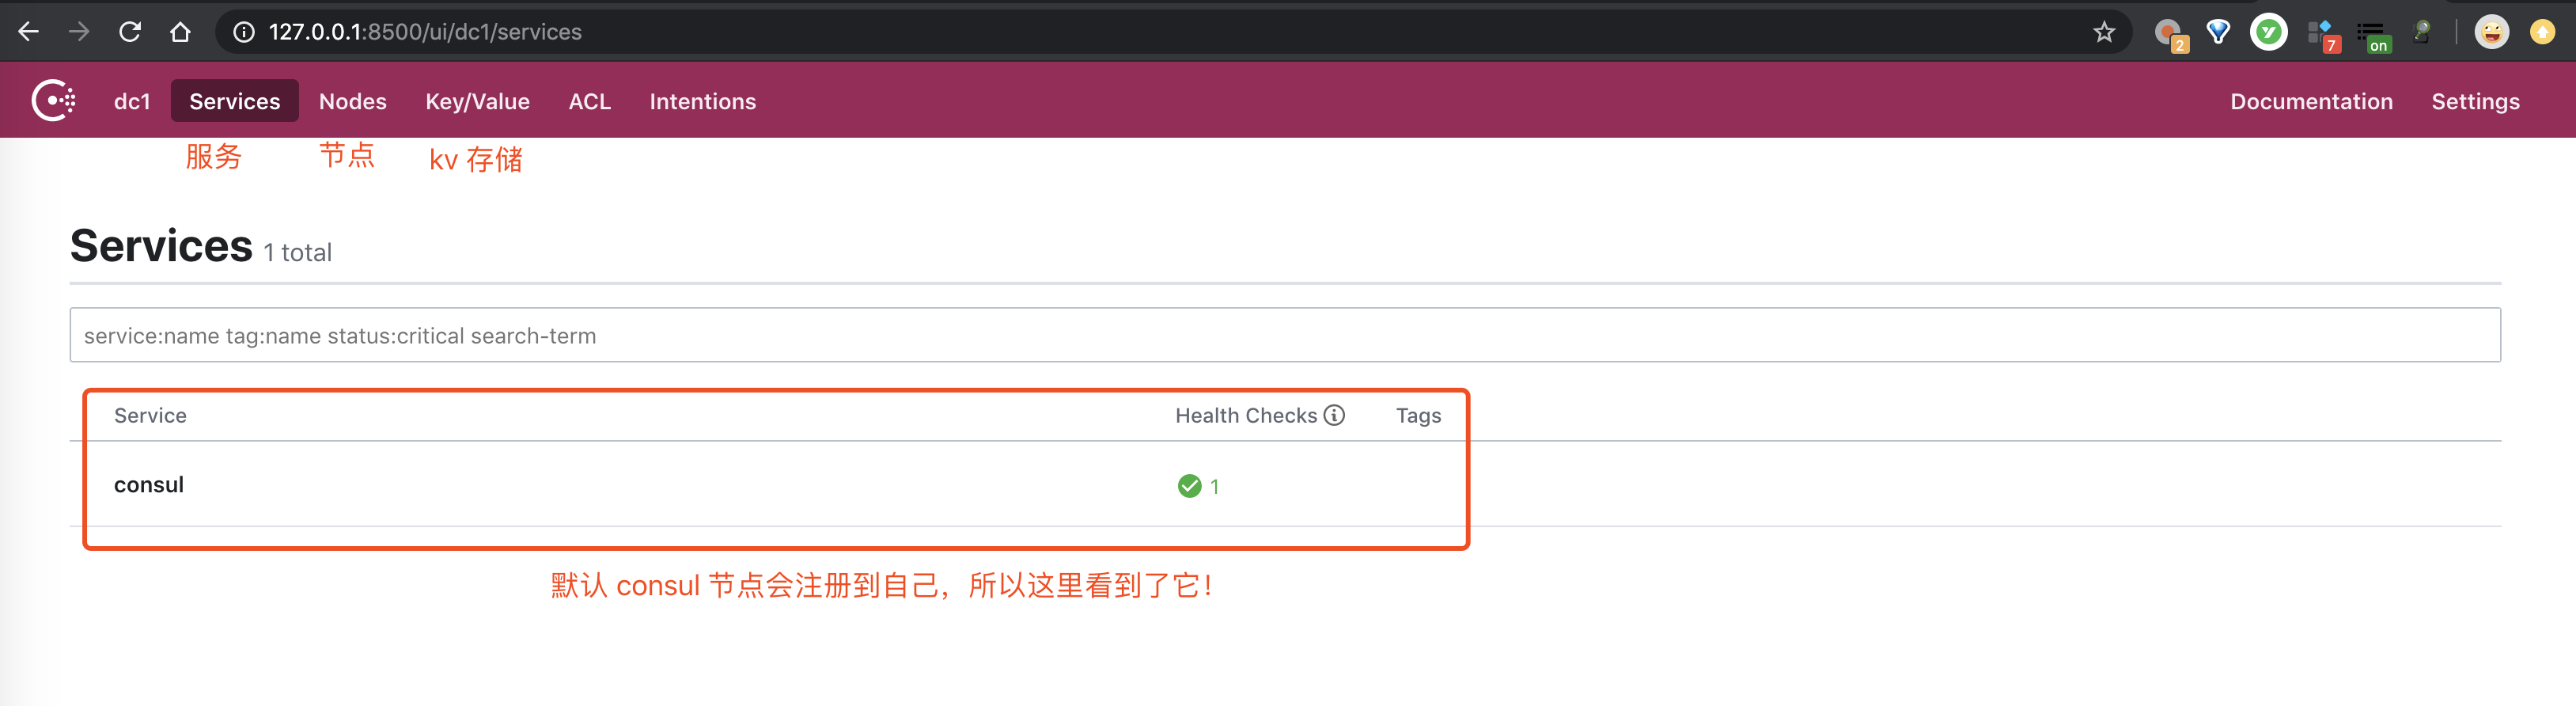 127.0.0.1:8500/ui/dc1/services 2 7 on
dc1 Services Nodes Key/Value ACL Intentions Documentation Settings
服务 节点 kv 存储
Services 1 total
service:name tag:name status:critical search-term
Service Health Checks Tags
consul 1
默认 consul 节点会注册到自己，所以这里看到了它！